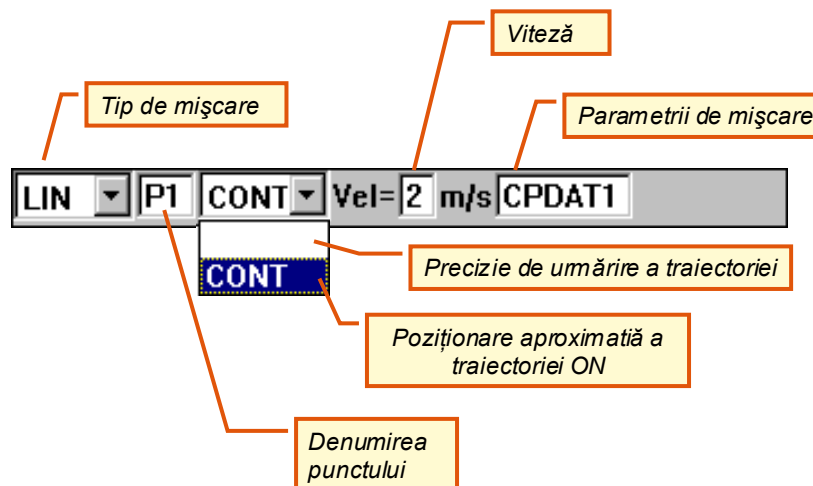 Viteză
Tip de mişcare
Parametrii de mişcare
LIN P1 CONT Vel= 2 m/s CPDAT1
CONT
Precizie de urmărire a traiectoriei
Poziționare aproximatiă a
traiectoriei ON
Denumirea
punctului